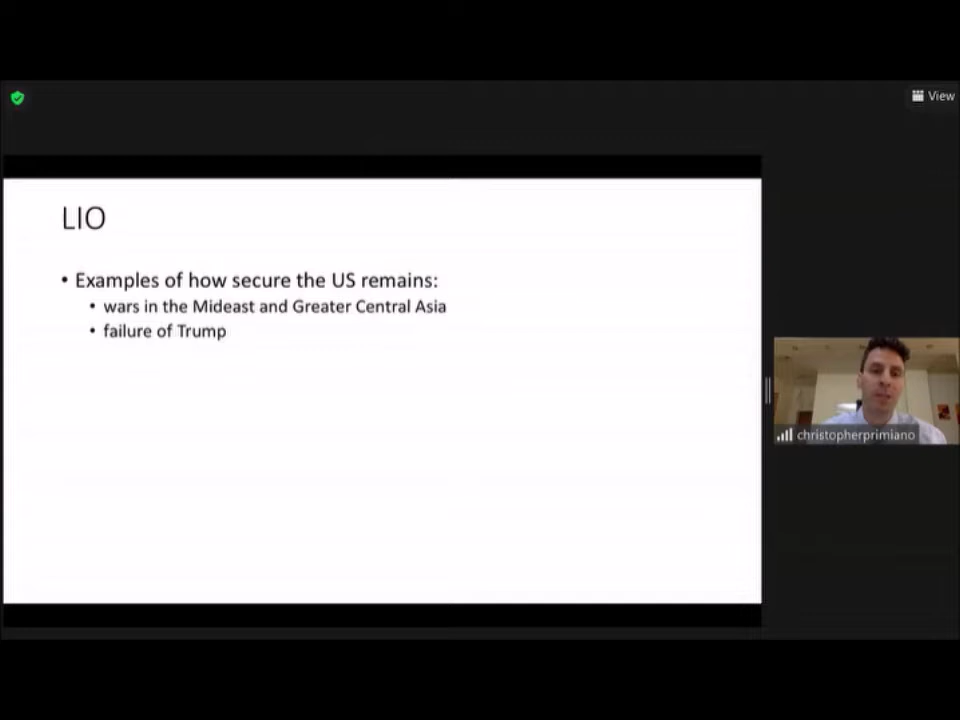 View
LIO
• Examples of how secure the US remains:
• wars in the Mideast and Greater Central Asia
• failure of Trump
christopherprimiano